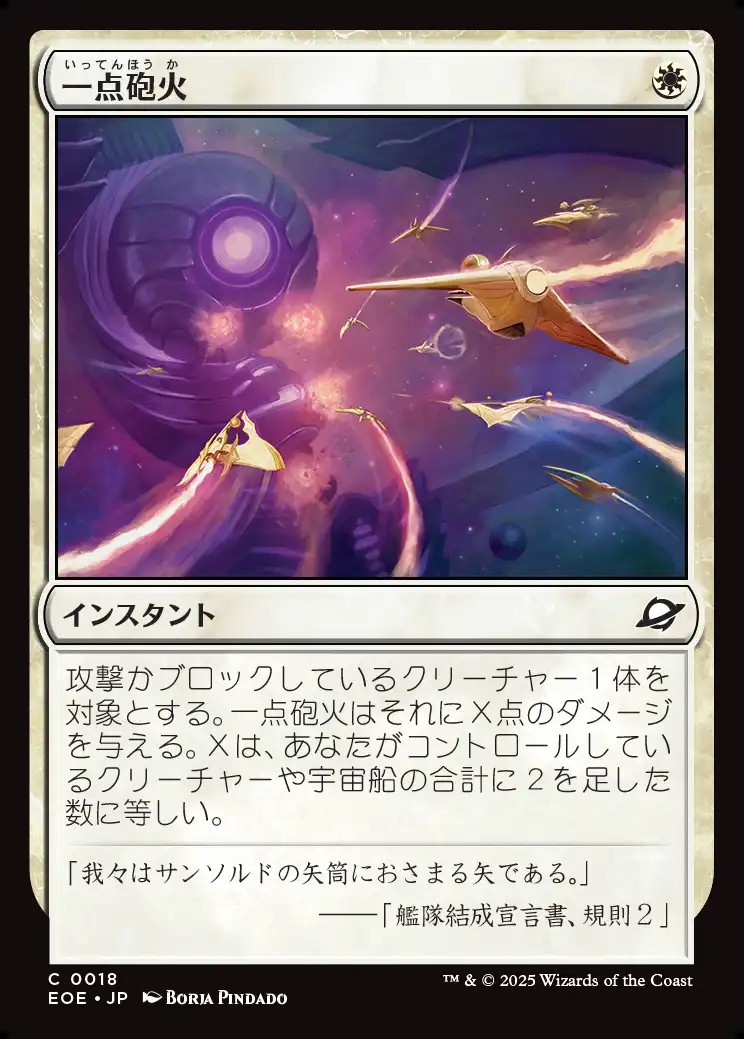 いってんほうか
一点砲火
インスタント
攻撃かブロックしているクリーチャー１体を
対象とする。一点砲火はそれにＸ点のダメージ
を与える。Ｘは、あなたがコントロールしてい
るクリーチャーや宇宙船の合計に２を足した
数に等しい。
「我々はサンソルドの矢筒におさまる矢である。」
――「艦隊結成宣言書、規則２」
C 0018
EOE • JP Borja Pindado
™ & © 2025 Wizards of the Coast